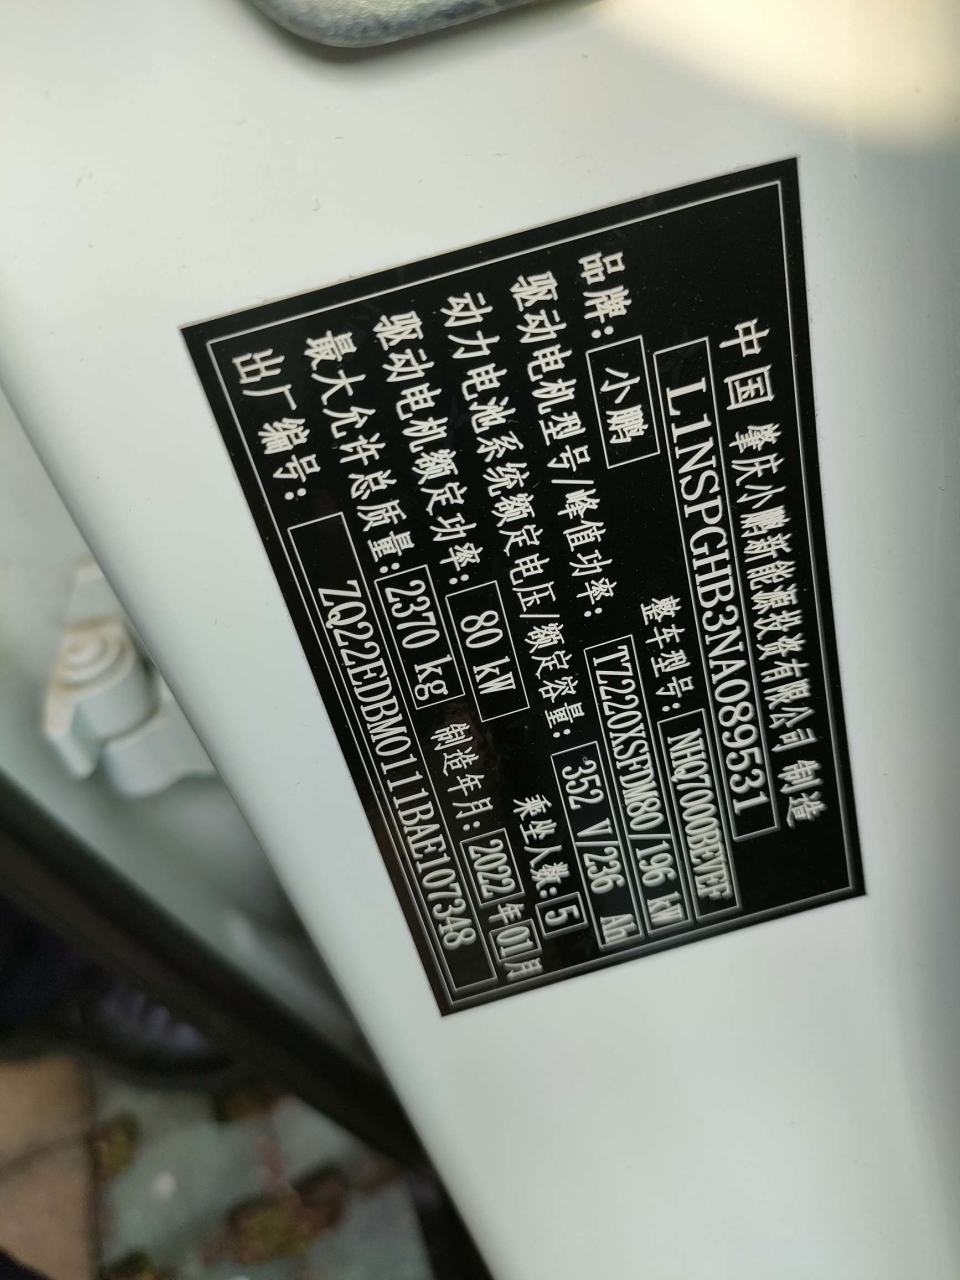 中国 肇庆小鹏新能源投资有限公司 制造
L1NSPGHB3NA089531
品牌：小鹏 整车型号：NHQ7000BEVEF
驱动电机型号/峰值功率：TZ220XSFDM80/196 kW
动力电池系统额定电压/额定容量：352 V/236 Ah
驱动电机额定功率：80 kW 乘坐人数：5
最大允许总质量：2370 kg 制造年月：2022年01月
出厂编号：ZQ22EDBM0111BAE107348